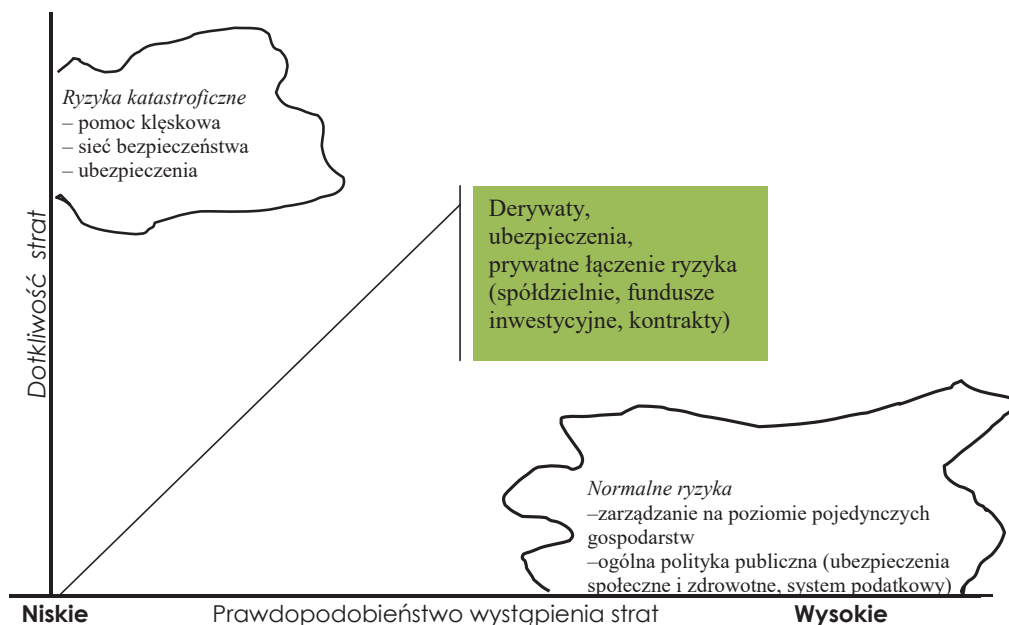 Ryzyka katastroficzne
– pomoc klęskowa
– sieć bezpieczeństwa
– ubezpieczenia
Dotkliwość strat
Derywaty,
ubezpieczenia,
prywatne łączenie ryzyka
(spółdzielnie, fundusze
inwestycyjne, kontrakty)
Normalne ryzyka
–zarządzanie na poziomie pojedynczych
gospodarstw
–ogólna polityka publiczna (ubezpieczenia
społeczne i zdrowotne, system podatkowy)
Niskie Prawdopodobieństwo wystąpienia strat Wysokie